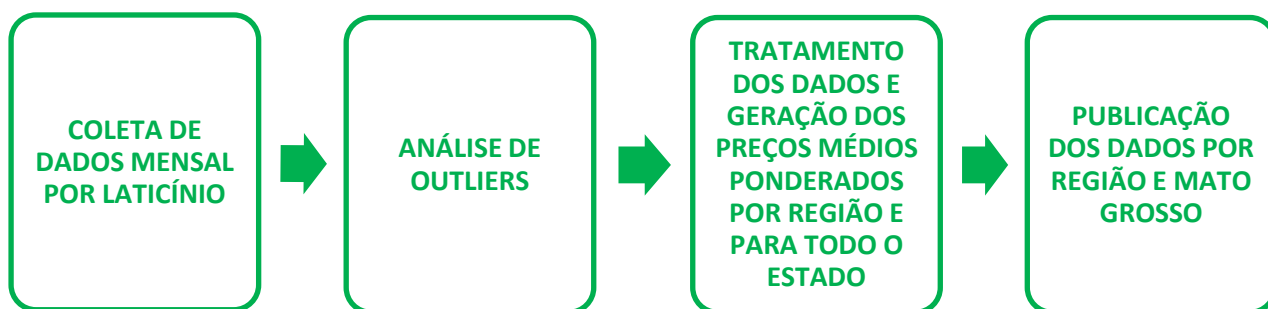 COLETA DE
DADOS MENSAL
POR LATICÍNIO
ANÁLISE DE
OUTLIERS
TRATAMENTO
DOS DADOS E
GERAÇÃO DOS
PREÇOS MÉDIOS
PONDERADOS
POR REGIÃO E
PARA TODO O
ESTADO
PUBLICAÇÃO
DOS DADOS POR
REGIÃO E MATO
GROSSO